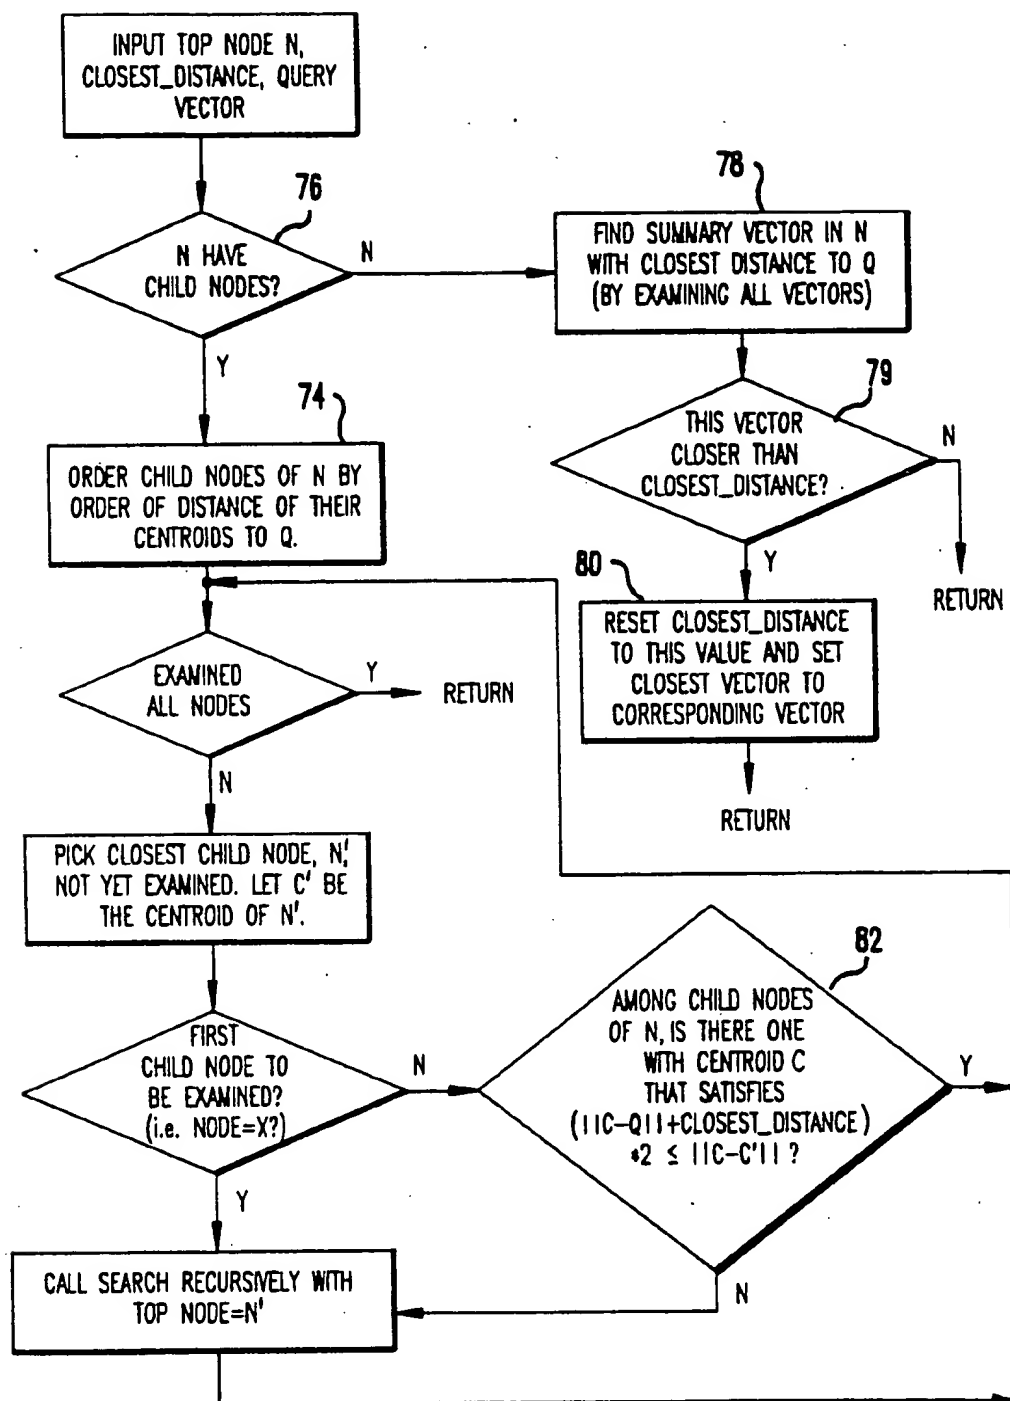 INPUT TOP NODE N,
CLOSEST_DISTANCE, QUERY
VECTOR
76
N HAVE
CHILD NODES?
N
Y
78
FIND SUMMARY VECTOR IN N
WITH CLOSEST DISTANCE TO Q
(BY EXAMINING ALL VECTORS)
79
THIS VECTOR
CLOSER THAN
CLOSEST_DISTANCE?
N
RETURN
Y
80
RESET CLOSEST_DISTANCE
TO THIS VALUE AND SET
CLOSEST VECTOR TO
CORRESPONDING VECTOR
RETURN
74
ORDER CHILD NODES OF N BY
ORDER OF DISTANCE OF THEIR
CENTROIDS TO Q.
EXAMINED
ALL NODES
Y
RETURN
N
PICK CLOSEST CHILD NODE, N',
NOT YET EXAMINED. LET C' BE
THE CENTROID OF N'.
FIRST
CHILD NODE TO
BE EXAMINED?
(i.e. NODE=X?)
N
Y
82
AMONG CHILD NODES
OF N, IS THERE ONE
WITH CENTROID C
THAT SATISFIES
(||C-Q||+CLOSEST_DISTANCE)
*2 ≤ ||C-C'|| ?
Y
N
CALL SEARCH RECURSIVELY WITH
TOP NODE=N'